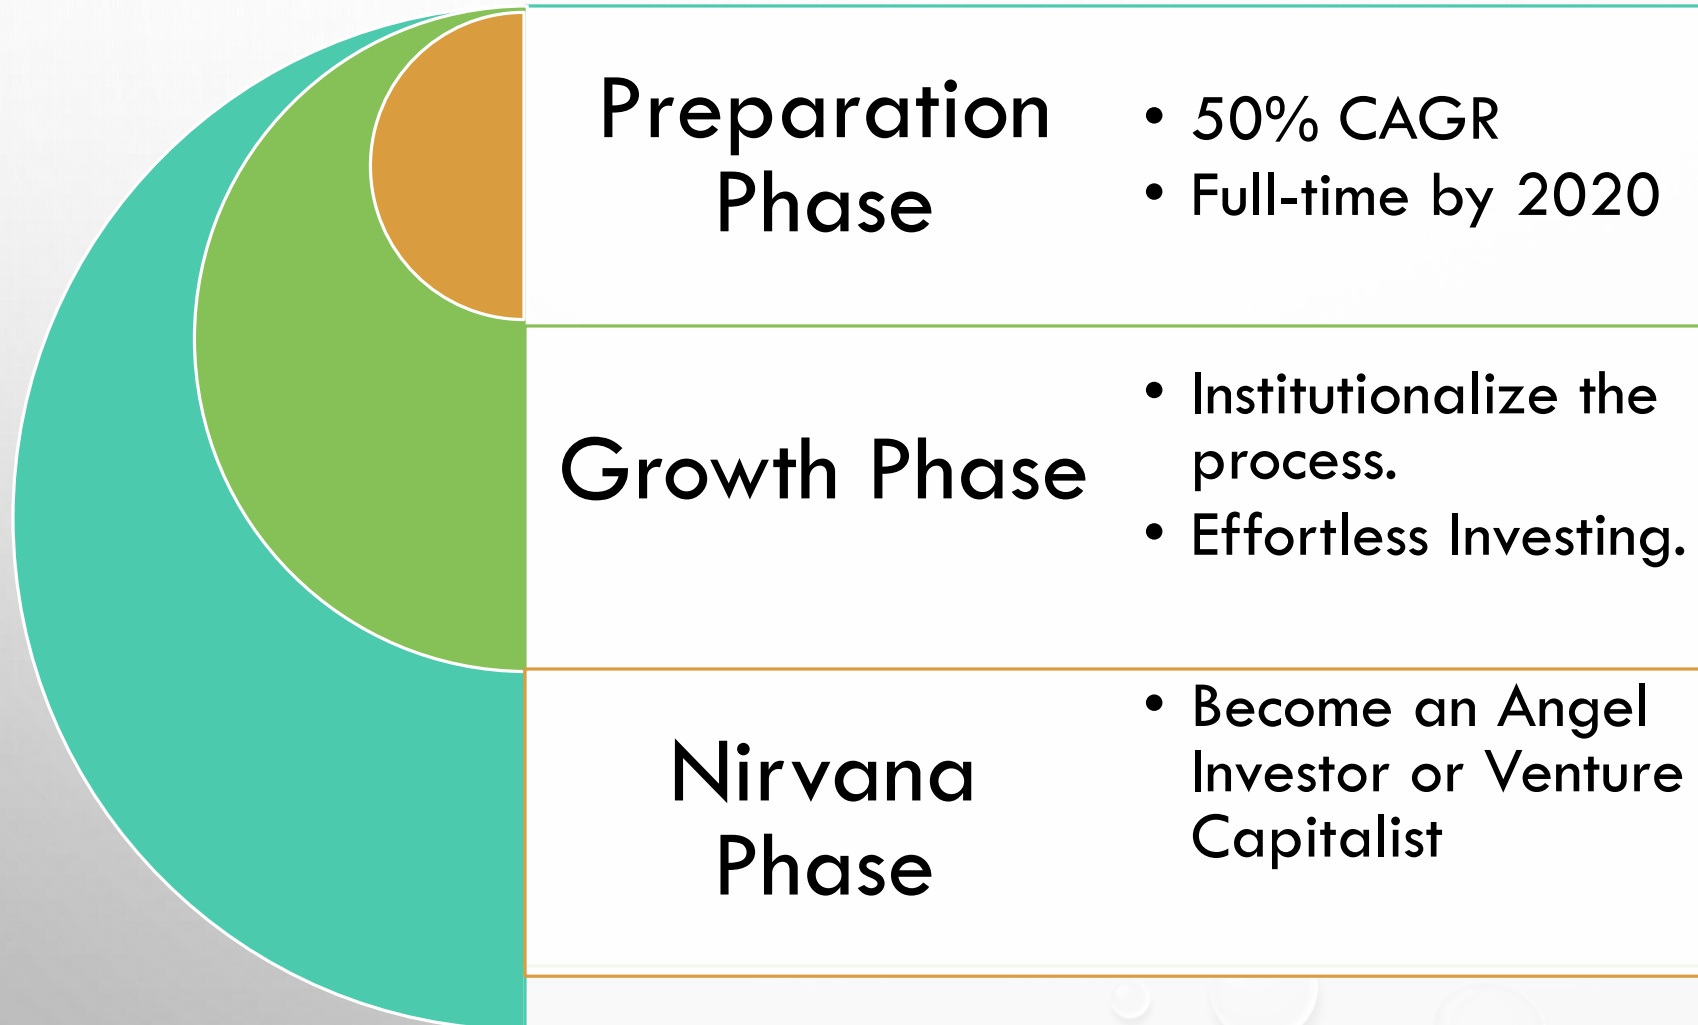 Preparation
Phase
• 50% CAGR
• Full-time by 2020
Growth Phase
• Institutionalize the
process.
• Effortless Investing.
Nirvana
Phase
• Become an Angel
Investor or Venture
Capitalist